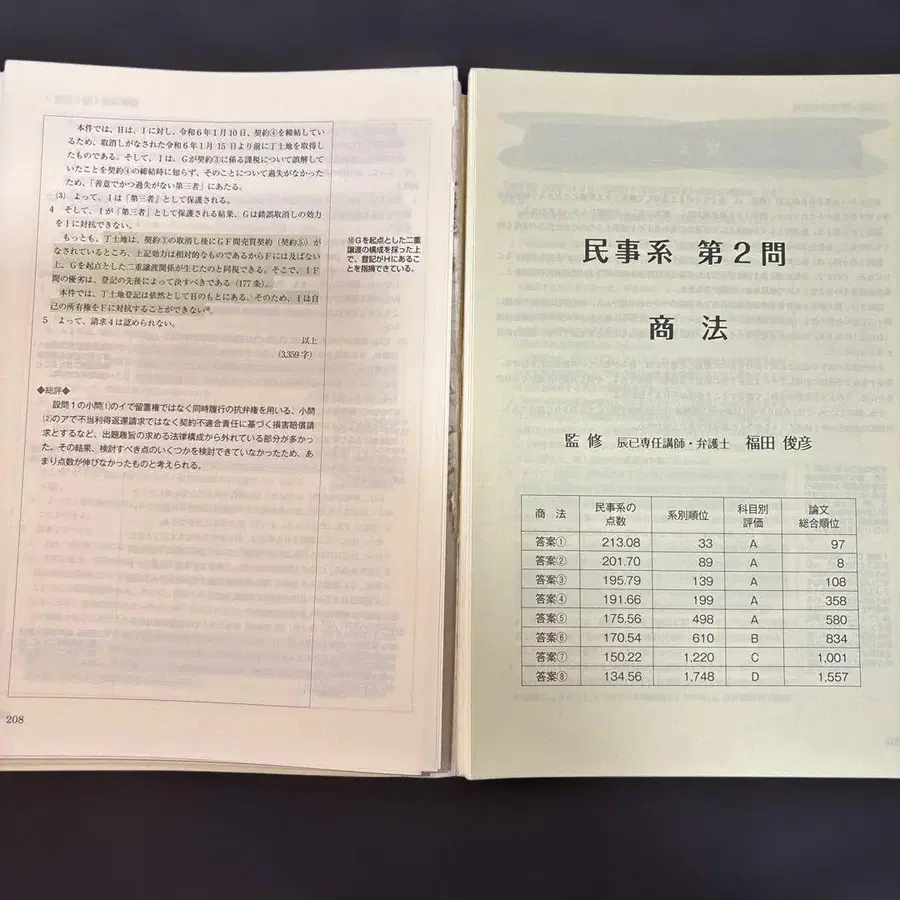 本件では、Hは、Iに対し、令和6年1月10日、契約④を締結してい
るため、取消しがなされた令和6年1月15日より前に丁土地を取得し
たものである。そして、Iは、Gが契約③に係る課税について誤解して
いたことを契約④の締結時に知らず、そのことについて過失がなかった
ため、「善意でかつ過失がない第三者」にあたる。
(3) よって、Iは「第三者」として保護される。
4 そして、Iが「第三者」として保護される結果、Gは錯誤取消しの効力
をIに対抗できない。
もっとも、丁土地は、契約③の取消し後にGF間売買契約(契約⑤)が
なされているところ、上記効力は相対的なものであるからFには及ばない
上、Gを起点とした二重譲渡関係が生じたのと同視できる。そこで、IF
間の優劣は、登記の先後によって決すべきである(177条)。
本件では、丁土地登記は依然としてHのもとにある。そのため、Iは自
己の所有権をFに対抗することができない⑩。
5 よって、請求4は認められない。
以上
(3,359字)
⑩Gを起点とした二重
譲渡の構成を採った上
で、登記がHにあるこ
とを指摘できている。
◆総評◆
設問1の小問(1)のイで留置権ではなく同時履行の抗弁権を用いる、小問
(2)のアで不当利得返還請求ではなく契約不適合責任に基づく損害賠償請
求とするなど、出題趣旨の求める法律構成から外れている部分が多かっ
た。その結果、検討すべき点のいくつかを検討できていなかったため、あ
まり点数が伸びなかったものと考えられる。
208
民事系 第2問
商法
監修 辰已専任講師・弁護士 福田 俊彦
商 法 民事系の点数 系別順位 科目別評価 論文総合順位
答案① 213.08 33 A 97
答案② 201.70 89 A 8
答案③ 195.79 139 A 108
答案④ 191.66 199 A 358
答案⑤ 175.56 498 A 580
答案⑥ 170.54 610 B 834
答案⑦ 150.22 1,220 C 1,001
答案⑧ 134.56 1,748 D 1,557